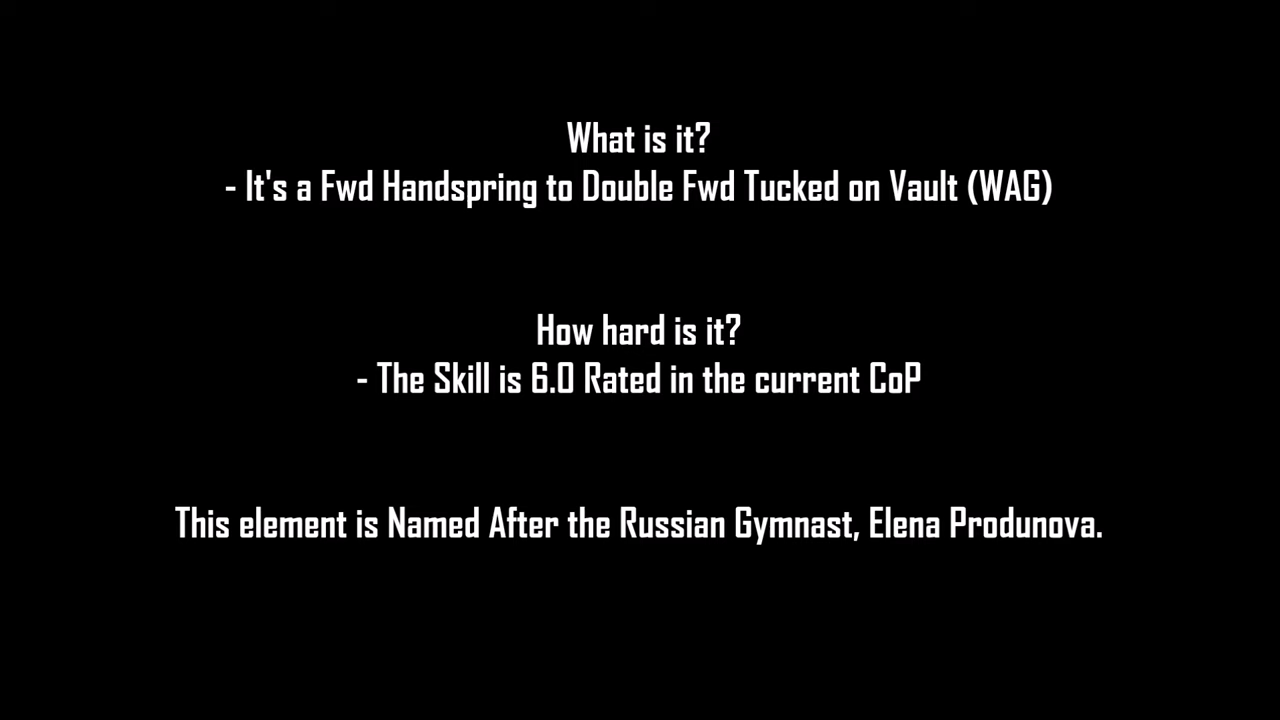 What is it?
- It's a Fwd Handspring to Double Fwd Tucked on Vault (WAG)
How hard is it?
- The Skill is 6.0 Rated in the current CoP
This element is Named After the Russian Gymnast, Elena Produnova.